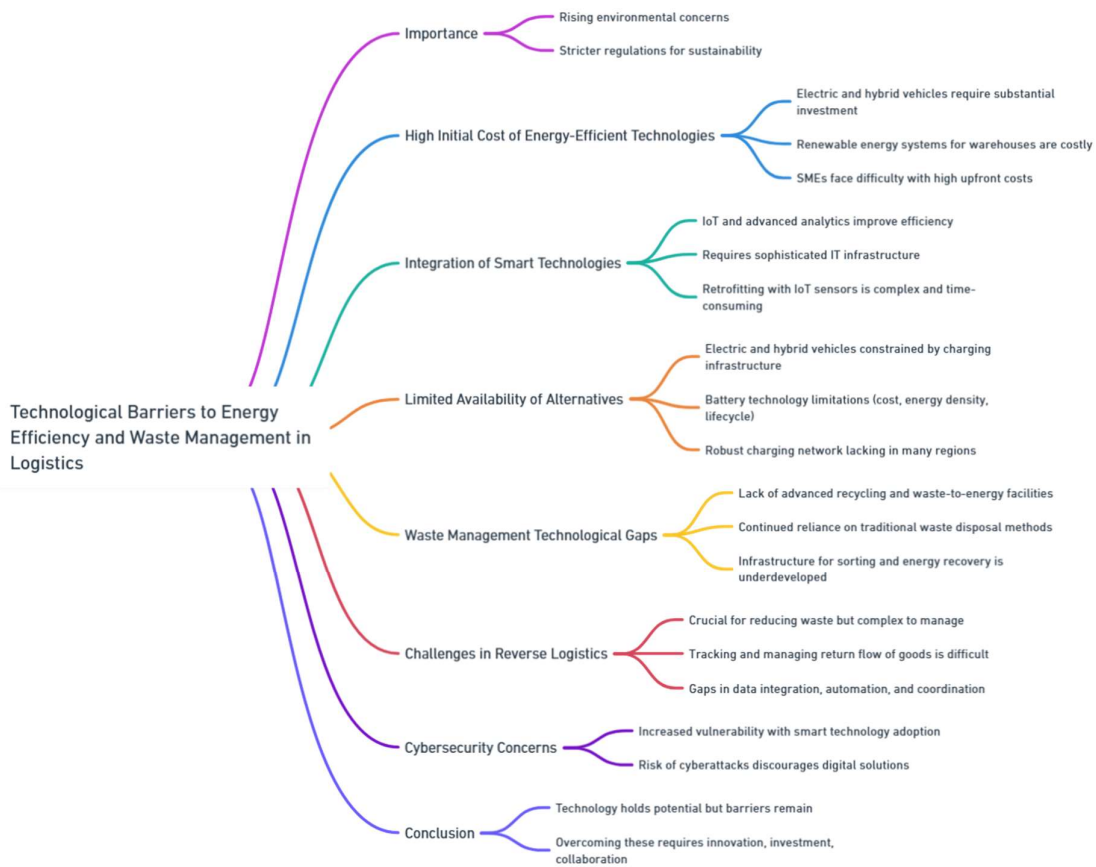 Technological Barriers to Energy
Efficiency and Waste Management in
Logistics
Importance
Rising environmental concerns
Stricter regulations for sustainability
High Initial Cost of Energy-Efficient Technologies
Electric and hybrid vehicles require substantial
investment
Renewable energy systems for warehouses are costly
SMEs face difficulty with high upfront costs
Integration of Smart Technologies
IoT and advanced analytics improve efficiency
Requires sophisticated IT infrastructure
Retrofitting with IoT sensors is complex and time-
consuming
Limited Availability of Alternatives
Electric and hybrid vehicles constrained by charging
infrastructure
Battery technology limitations (cost, energy density,
lifecycle)
Robust charging network lacking in many regions
Waste Management Technological Gaps
Lack of advanced recycling and waste-to-energy facilities
Continued reliance on traditional waste disposal methods
Infrastructure for sorting and energy recovery is
underdeveloped
Challenges in Reverse Logistics
Crucial for reducing waste but complex to manage
Tracking and managing return flow of goods is difficult
Gaps in data integration, automation, and coordination
Cybersecurity Concerns
Increased vulnerability with smart technology adoption
Risk of cyberattacks discourages digital solutions
Conclusion
Technology holds potential but barriers remain
Overcoming these requires innovation, investment,
collaboration